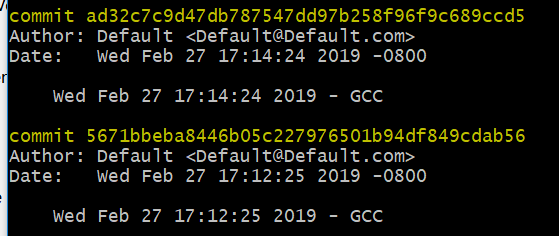 commit ad32c7c9d47db787547dd97b258f96f9c689ccd5
Author: Default <Default@Default.com>
Date:   Wed Feb 27 17:14:24 2019 -0800
    Wed Feb 27 17:14:24 2019 - GCC
commit 5671bbeba8446b05c227976501b94df849cdab56
Author: Default <Default@Default.com>
Date:   Wed Feb 27 17:12:25 2019 -0800
    Wed Feb 27 17:12:25 2019 - GCC